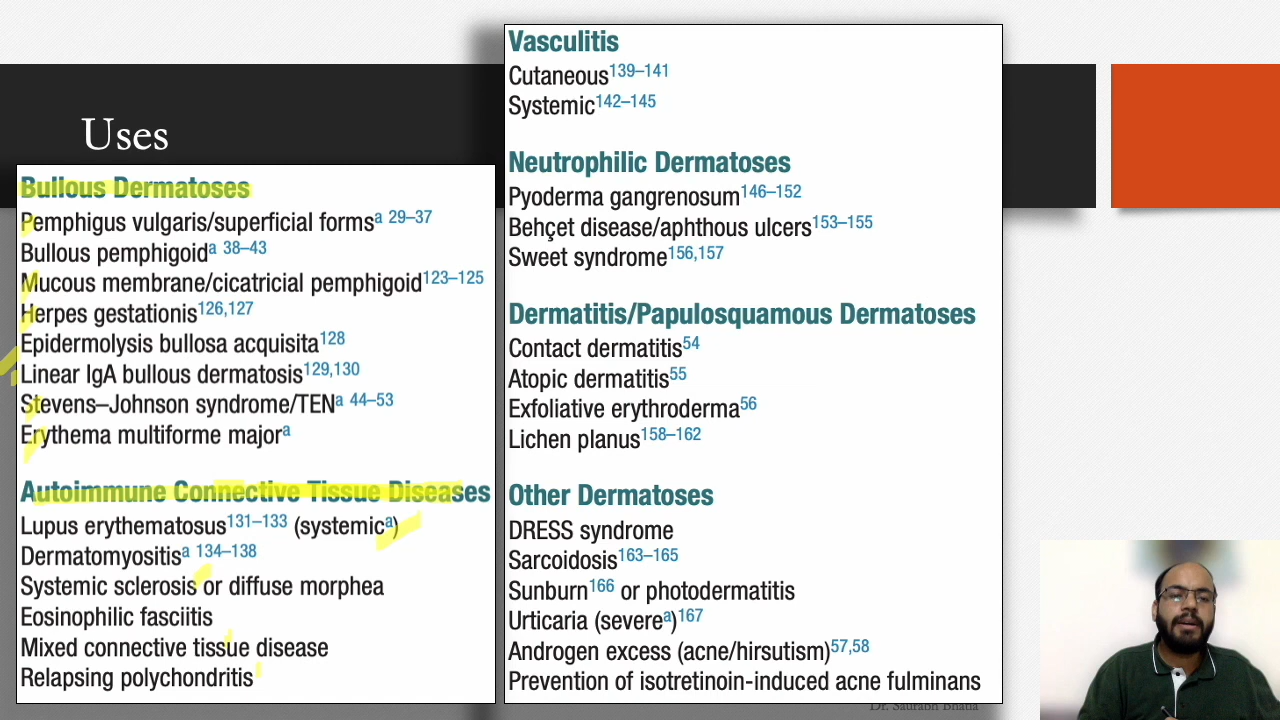 Uses
Bullous Dermatoses
Pemphigus vulgaris/superficial formsa 29–37
Bullous pemphigoida 38–43
Mucous membrane/cicatricial pemphigoid123–125
Herpes gestationis126,127
Epidermolysis bullosa acquisita128
Linear IgA bullous dermatosis129,130
Stevens–Johnson syndrome/TENa 44–53
Erythema multiforme majora
Autoimmune Connective Tissue Diseases
Lupus erythematosus131–133 (systemica)
Dermatomyositisa 134–138
Systemic sclerosis or diffuse morphea
Eosinophilic fasciitis
Mixed connective tissue disease
Relapsing polychondritis
Vasculitis
Cutaneous139–141
Systemic142–145
Neutrophilic Dermatoses
Pyoderma gangrenosum146–152
Behçet disease/aphthous ulcers153–155
Sweet syndrome156,157
Dermatitis/Papulosquamous Dermatoses
Contact dermatitis54
Atopic dermatitis55
Exfoliative erythroderma56
Lichen planus158–162
Other Dermatoses
DRESS syndrome
Sarcoidosis163–165
Sunburn166 or photodermatitis
Urticaria (severea)167
Androgen excess (acne/hirsutism)57,58
Prevention of isotretinoin-induced acne fulminans
Dr. Saurabh Bhatia